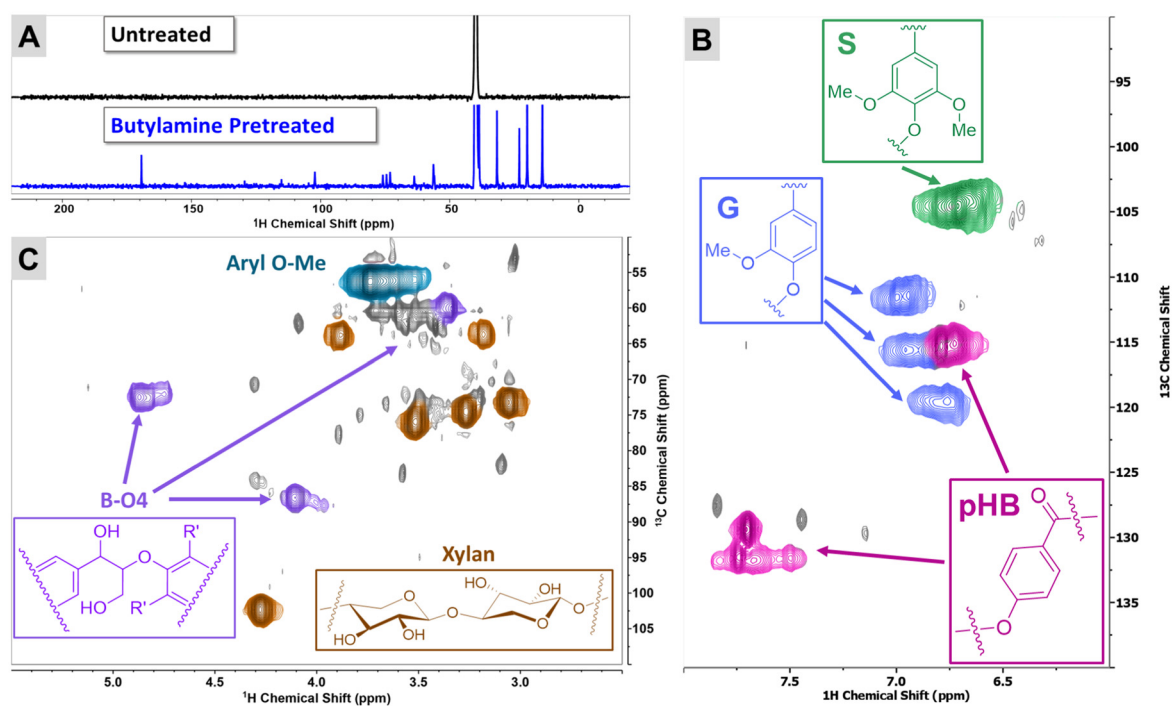 A
Untreated
Butylamine Pretreated
200
150
100
50
0
¹H Chemical Shift (ppm)
B
S
MeO
O
O
Me
G
MeO
O
pHB
O
O
95
100
105
110
115
120
125
130
135
13C Chemical Shift
7.5
7.0
6.5
1H Chemical Shift (ppm)
C
Aryl O-Me
B-O4
OH
R'
O
HO
R'
Xylan
HO
OH
O
HO
OH
O
O
O
O
55
60
65
70
75
80
85
90
95
100
105
¹³C Chemical Shift (ppm)
5.0
4.5
4.0
3.5
3.0
¹H Chemical Shift (ppm)